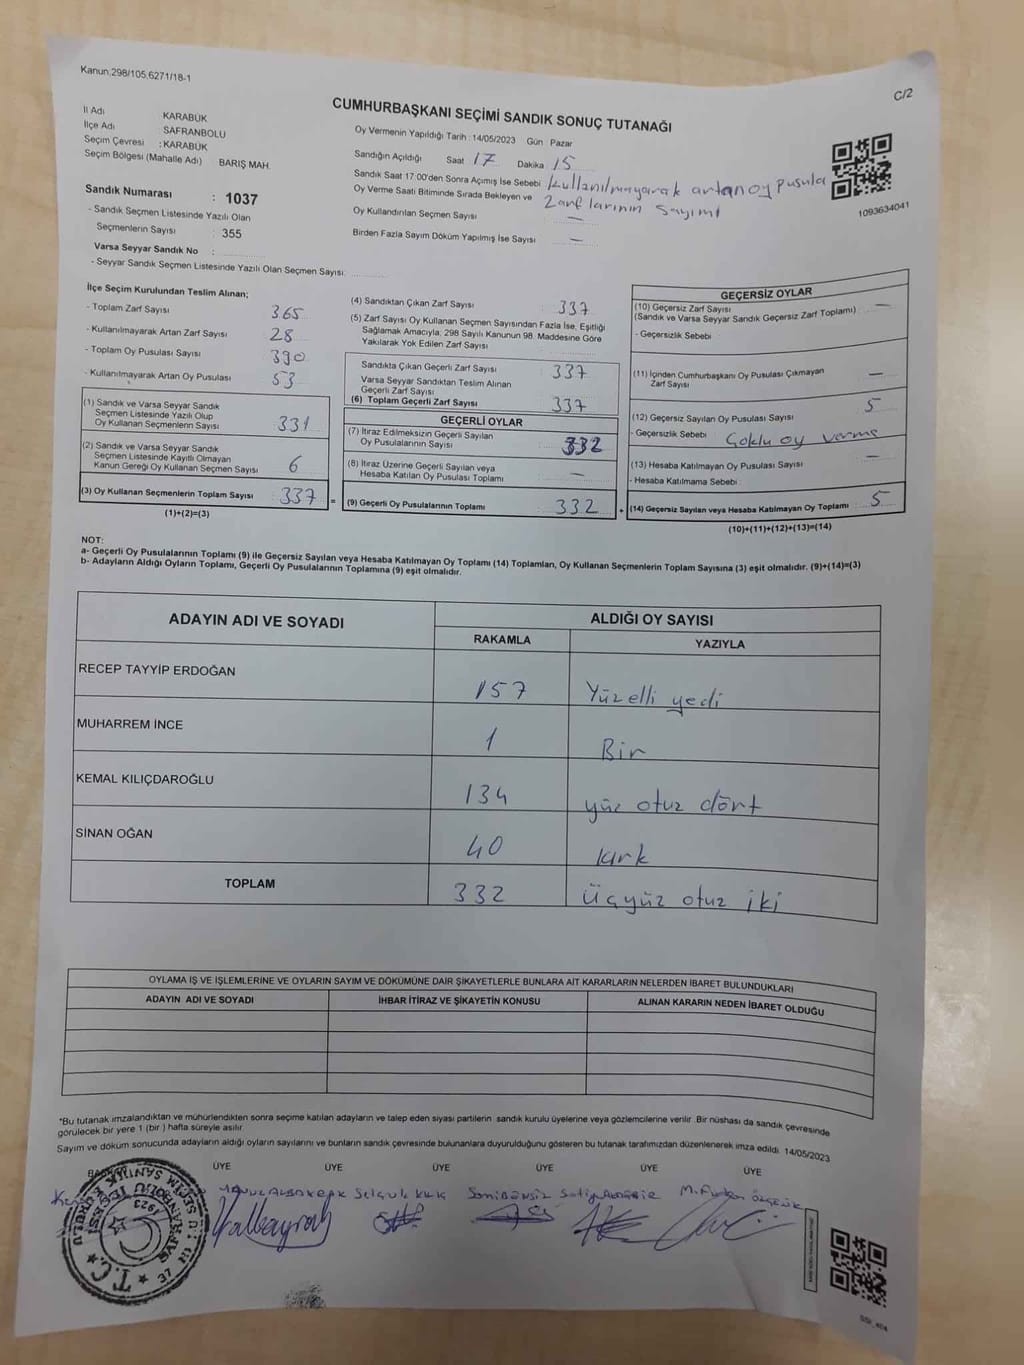 Kanun,298/105,6271/18-1
C/2
CUMHURBAŞKANI SEÇİMİ SANDIK SONUÇ TUTANAĞI
İl Adı KARABÜK
İlçe Adı SAFRANBOLU
Seçim Çevresi : KARABÜK
Seçim Bölgesi (Mahalle Adı) BARIŞ MAH.
Sandık Numarası : 1037
- Sandık Seçmen Listesinde Yazılı Olan
Seçmenlerin Sayısı : 355
Varsa Seyyar Sandık No :
- Seyyar Sandık Seçmen Listesinde Yazılı Olan Seçmen Sayısı:
Oy Vermenin Yapıldığı Tarih : 14/05/2023 Gün Pazar
Sandığın Açıldığı Saat 17 Dakika 15
Sandık Saat 17:00'den Sonra Açımış İse Sebebi kullanılmayarak artan oy pusula
Oy Verme Saati Bitiminde Sırada Bekleyen ve zarflarının sayımı
Oy Kullandırılan Seçmen Sayısı —
Birden Fazla Sayım Döküm Yapılmış İse Sayısı —
1093634041
İlçe Seçim Kurulundan Teslim Alınan;
- Toplam Zarf Sayısı 365
- Kullanılmayarak Artan Zarf Sayısı 28
- Toplam Oy Pusulası Sayısı 390
- Kullanılmayarak Artan Oy Pusulası 53
(1) Sandık ve Varsa Seyyar Sandık
Seçmen Listesinde Yazılı Olup
Oy Kullanan Seçmenlerin Sayısı 331
(2) Sandık ve Varsa Seyyar Sandık
Seçmen Listesinde Kayıtlı Olmayan
Kanun Gereği Oy Kullanan Seçmen Sayısı 6
(3) Oy Kullanan Seçmenlerin Toplam Sayısı : 337 =
(1)+(2)=(3)
(4) Sandıktan Çıkan Zarf Sayısı : 337
(5) Zarf Sayısı Oy Kullanan Seçmen Sayısından Fazla İse, Eşitliği
Sağlamak Amacıyla, 298 Sayılı Kanunun 98. Maddesine Göre
Yakılarak Yok Edilen Zarf Sayısı
Sandıkta Çıkan Geçerli Zarf Sayısı : 337
Varsa Seyyar Sandıktan Teslim Alınan
Geçerli Zarf Sayısı
(6) Toplam Geçerli Zarf Sayısı : 337
GEÇERLİ OYLAR
(7) İtiraz Edilmeksizin Geçerli Sayılan
Oy Pusulalarının Sayısı 332
(8) İtiraz Üzerine Geçerli Sayılan veya
Hesaba Katılan Oy Pusulası Toplamı —
(9) Geçerli Oy Pusulalarının Toplamı 332 +
GEÇERSİZ OYLAR
(10) Geçersiz Zarf Sayısı —
(Sandık ve Varsa Seyyar Sandık Geçersiz Zarf Toplamı)
- Geçersizlik Sebebi
(11) İçinden Cumhurbaşkanı Oy Pusulası Çıkmayan —
Zarf Sayısı
(12) Geçersiz Sayılan Oy Pusulası Sayısı 5
- Geçersizlik Sebebi Çoklu oy verme
(13) Hesaba Katılmayan Oy Pusulası Sayısı —
- Hesaba Katılmama Sebebi
(14) Geçersiz Sayılan veya Hesaba Katılmayan Oy Toplamı 5
(10)+(11)+(12)+(13)=(14)
NOT:
a- Geçerli Oy Pusulalarının Toplamı (9) ile Geçersiz Sayılan veya Hesaba Katılmayan Oy Toplamı (14) Toplamları, Oy Kullanan Seçmenlerin Toplam Sayısına (3) eşit olmalıdır. (9)+(14)=(3)
b- Adayların Aldığı Oyların Toplamı, Geçerli Oy Pusulalarının Toplamına (9) eşit olmalıdır.
ADAYIN ADI VE SOYADI ALDIĞI OY SAYISI
RAKAMLA YAZIYLA
RECEP TAYYİP ERDOĞAN 157 Yüz elli yedi
MUHARREM İNCE 1 Bir
KEMAL KILIÇDAROĞLU 134 yüz otuz dört
SİNAN OĞAN 40 kırk
TOPLAM 332 Üçyüz otuz iki
OYLAMA İŞ VE İŞLEMLERİNE VE OYLARIN SAYIM VE DÖKÜMÜNE DAİR ŞİKAYETLERLE BUNLARA AİT KARARLARIN NELERDEN İBARET BULUNDUKLARI
ADAYIN ADI VE SOYADI İHBAR İTİRAZ VE ŞİKAYETİN KONUSU ALINAN KARARIN NEDEN İBARET OLDUĞU
*Bu tutanak imzalandıktan ve mühürlendikten sonra seçime katılan adayların ve talep eden siyasi partilerin sandık kurulu üyelerine veya gözlemcilerine verilir. Bir nüshası da sandık çevresinde
görülecek bir yere 1 (bir ) hafta süreyle asılır.
Sayım ve döküm sonucunda adayların aldığı oyların sayılarını ve bunların sandık çevresinde bulunanlara duyurulduğunu gösteren bu tutanak tarafımızdan düzenlenerek imza edildi. 14/05/2023
ÜYE ÜYE ÜYE ÜYE ÜYE ÜYE
Selçuk Kılıç
T.C.
SAFRANBOLU İLÇESİ
1923